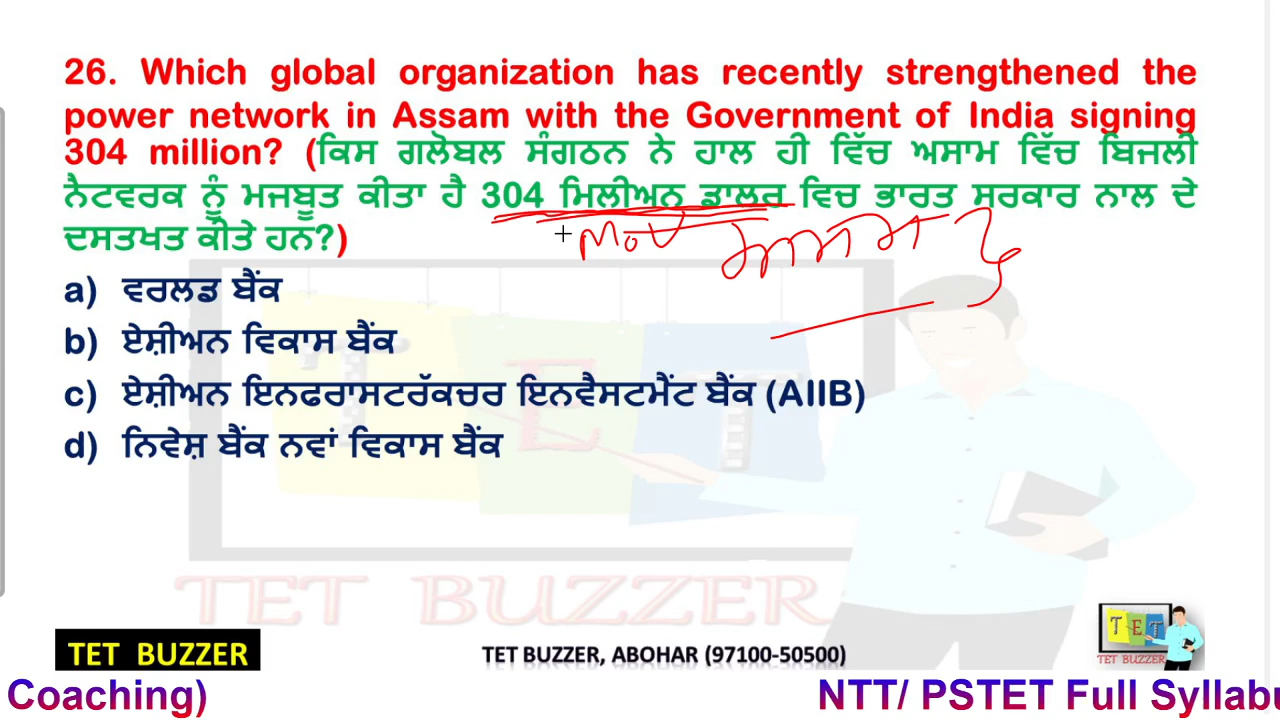 26. Which global organization has recently strengthened the
power network in Assam with the Government of India signing
304 million? (ਕਿਸ ਗਲੋਬਲ ਸੰਗਠਨ ਨੇ ਹਾਲ ਹੀ ਵਿੱਚ ਅਸਾਮ ਵਿੱਚ ਬਿਜਲੀ
ਨੈਟਵਰਕ ਨੂੰ ਮਜਬੂਤ ਕੀਤਾ ਹੈ 304 ਮਿਲੀਅਨ ਡਾਲਰ ਵਿਚ ਭਾਰਤ ਸਰਕਾਰ ਨਾਲ ਦੇ
ਦਸਤਖਤ ਕੀਤੇ ਹਨ?)
MoU
a) ਵਰਲਡ ਬੈਂਕ
b) ਏਸ਼ੀਅਨ ਵਿਕਾਸ ਬੈਂਕ
c) ਏਸ਼ੀਅਨ ਇਨਫਰਾਸਟਰੱਕਚਰ ਇਨਵੈਸਟਮੈਂਟ ਬੈਂਕ (AIIB)
d) ਨਿਵੇਸ਼ ਬੈਂਕ ਨਵਾਂ ਵਿਕਾਸ ਬੈਂਕ
TET
TET BUZZER
TET BUZZER
TET BUZZER, ABOHAR (97100-50500)
TET
TET BUZZER
Coaching) NTT/ PSTET Full Syllabu